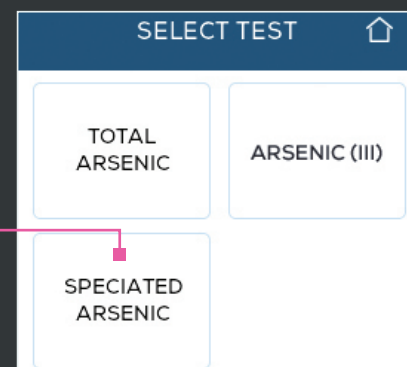 SELECT TEST
TOTAL
ARSENIC
ARSENIC (III)
SPECIATED
ARSENIC